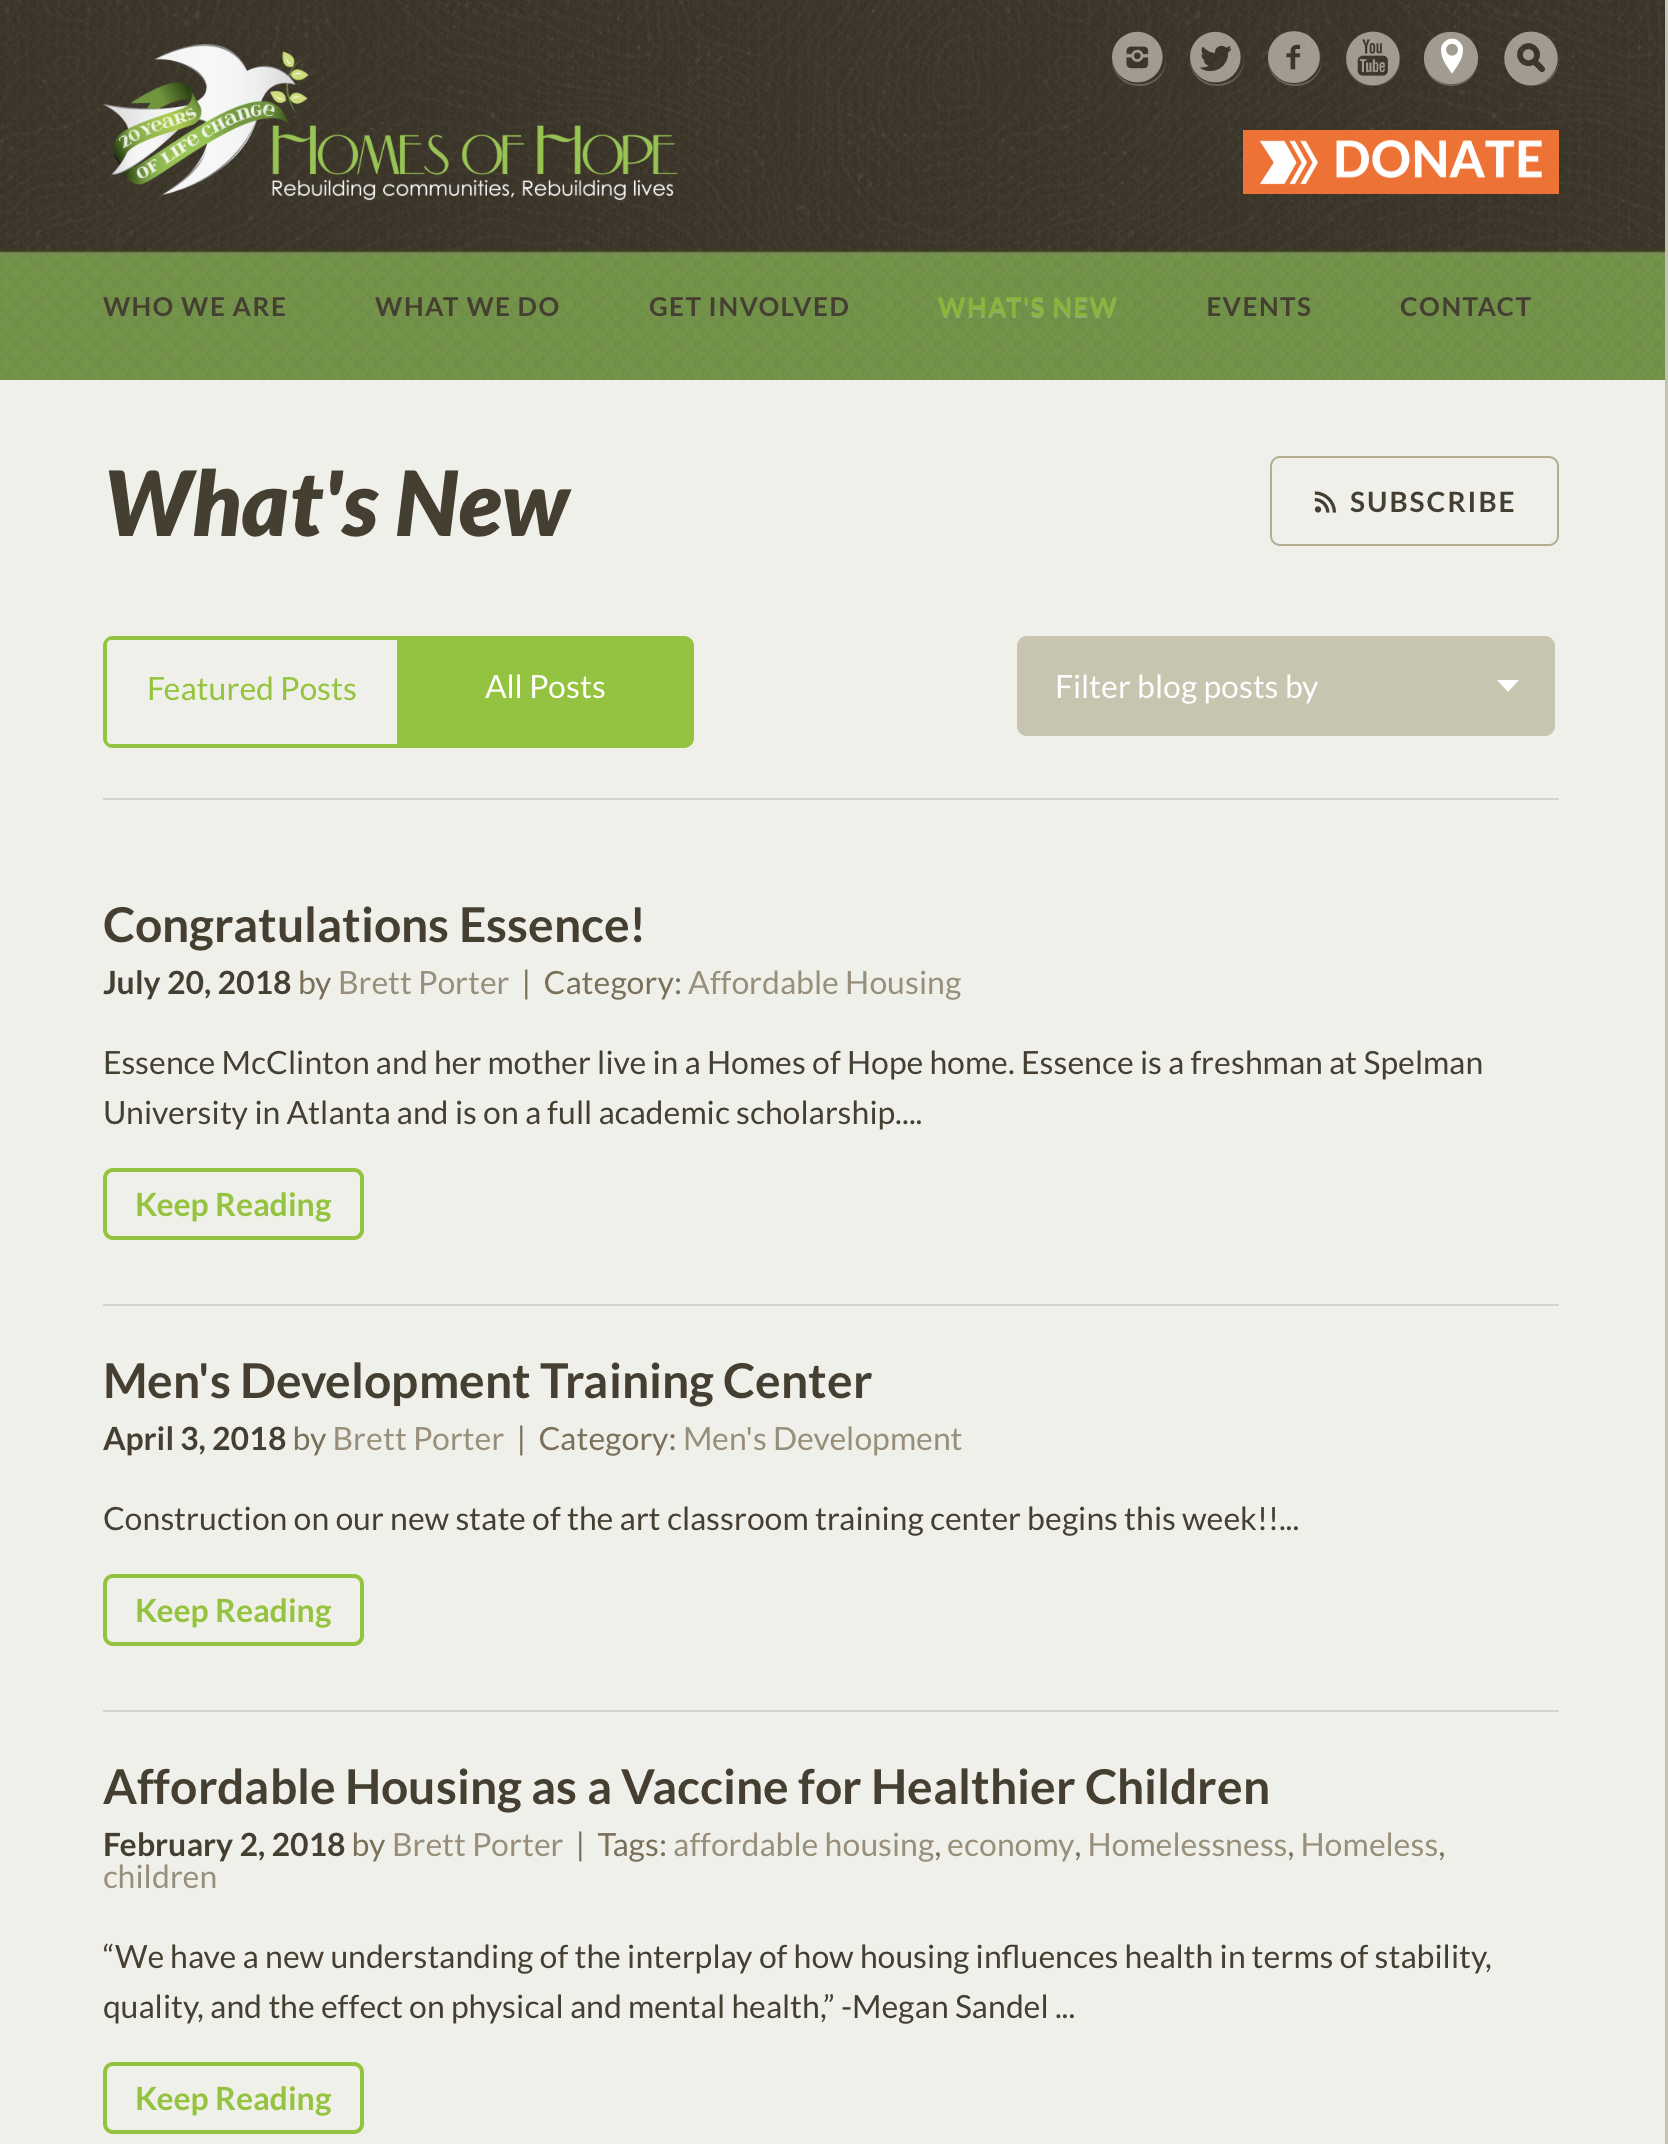 20 YEARS
OF LIFE CHANGE
HOMES OF HOPE
Rebuilding communities, Rebuilding lives
You
Tube
DONATE
WHO WE ARE
WHAT WE DO
GET INVOLVED
WHAT'S NEW
EVENTS
CONTACT
What's New
SUBSCRIBE
Featured Posts
All Posts
Filter blog posts by
Congratulations Essence!
July 20, 2018 by Brett Porter | Category: Affordable Housing
Essence McClinton and her mother live in a Homes of Hope home. Essence is a freshman at Spelman
University in Atlanta and is on a full academic scholarship....
Keep Reading
Men's Development Training Center
April 3, 2018 by Brett Porter | Category: Men's Development
Construction on our new state of the art classroom training center begins this week!!...
Keep Reading
Affordable Housing as a Vaccine for Healthier Children
February 2, 2018 by Brett Porter | Tags: affordable housing, economy, Homelessness, Homeless,
children
“We have a new understanding of the interplay of how housing influences health in terms of stability,
quality, and the effect on physical and mental health,” -Megan Sandel ...
Keep Reading